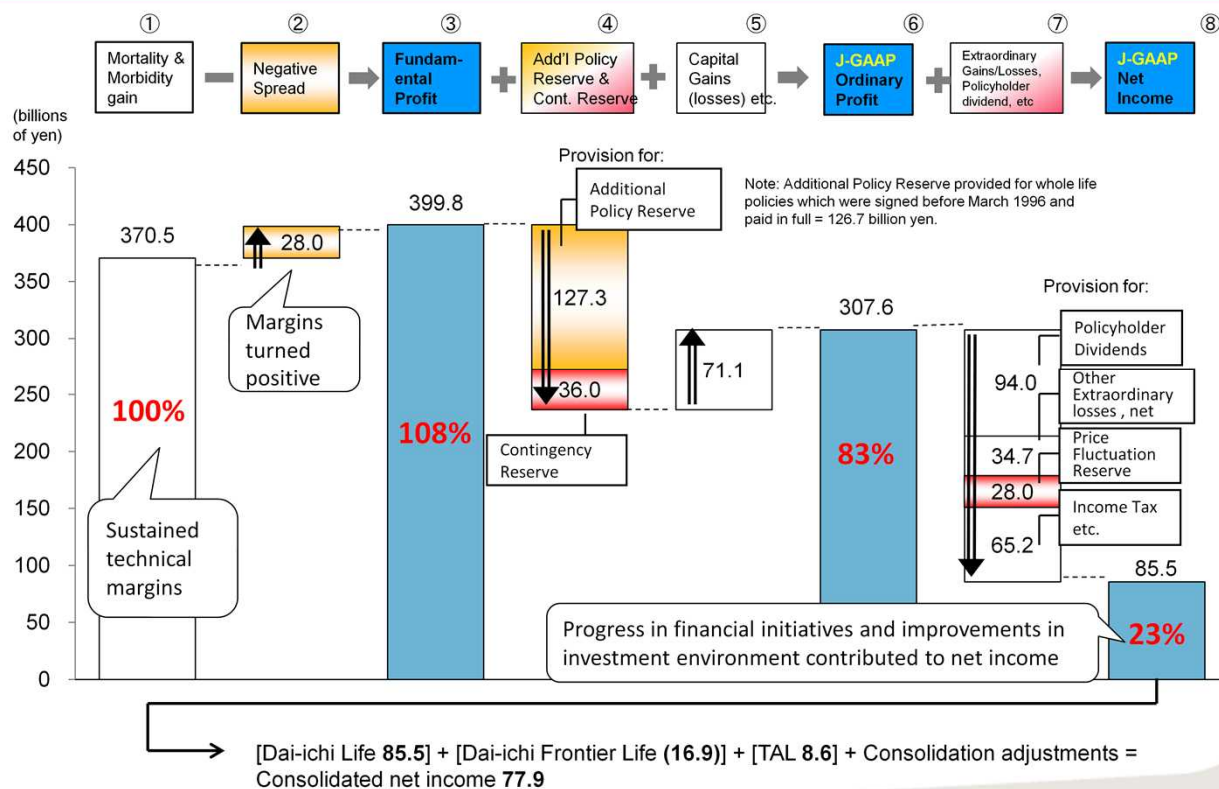 ① ② ③ ④ ⑤ ⑥ ⑦ ⑧
Mortality &
Morbidity
gain
Negative
Spread
Fundam-
ental
Profit
Add'l Policy
Reserve &
Cont. Reserve
Capital
Gains
(losses) etc.
J-GAAP
Ordinary
Profit
Extraordinary
Gains/Losses,
Policyholder
dividend, etc
J-GAAP
Net
Income
(billions
of yen)
450
400
350
300
250
200
150
100
50
0
370.5
100%
Sustained
technical
margins
28.0
Margins
turned
positive
399.8
108%
Provision for:
Additional
Policy Reserve
127.3
36.0
Contingency
Reserve
Note: Additional Policy Reserve provided for whole life
policies which were signed before March 1996 and
paid in full = 126.7 billion yen.
71.1
307.6
83%
Provision for:
Policyholder
Dividends
94.0
Other
Extraordinary
losses , net
34.7
Price
Fluctuation
Reserve
28.0
Income Tax
etc.
65.2
85.5
23%
Progress in financial initiatives and improvements in
investment environment contributed to net income
[Dai-ichi Life 85.5] + [Dai-ichi Frontier Life (16.9)] + [TAL 8.6] + Consolidation adjustments =
Consolidated net income 77.9